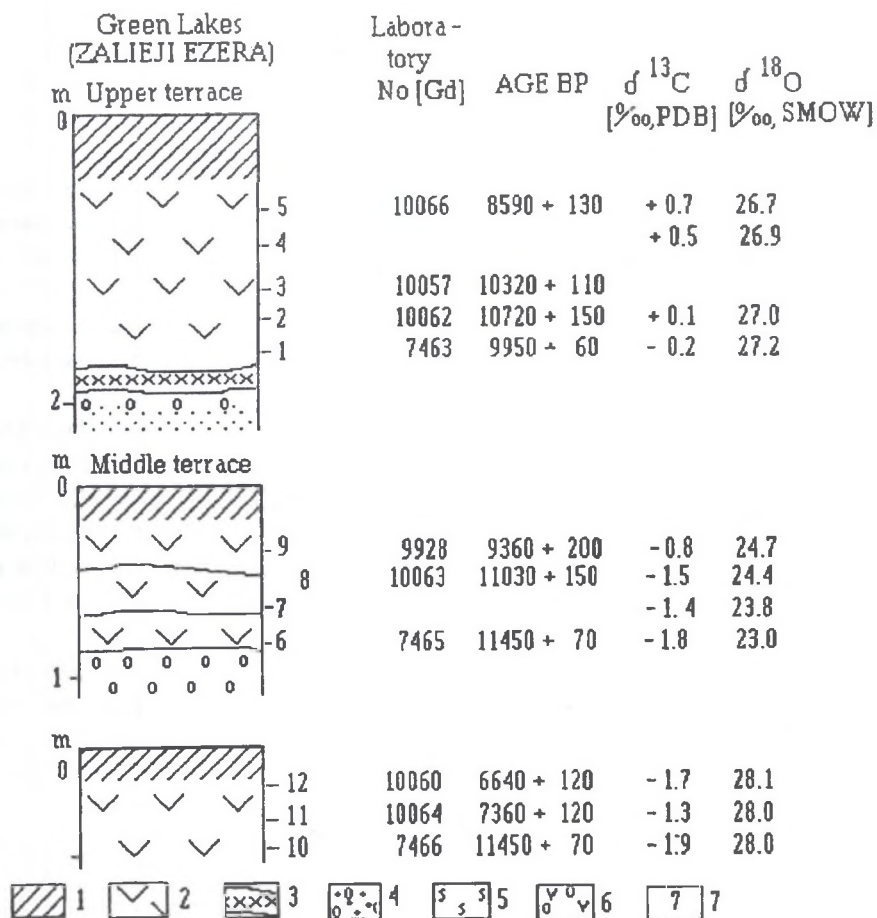 Green Lakes
(ZALIEJI EZERA)
Labora-
tory
No [Gd] AGE BP ɗ 13C ɗ 18O
[‰,PDB] [‰, SMOW]
m Upper terrace
0
5 10066 8590 + 130 + 0.7 26.7
4 + 0.5 26.9
3 10057 10320 + 110
2 10062 10720 + 150 + 0.1 27.0
1 7463 9950 + 60 - 0.2 27.2
2
m Middle terrace
0
9 9928 9360 + 200 - 0.8 24.7
8 10063 11030 + 150 - 1.5 24.4
7 - 1.4 23.8
6 7465 11450 + 70 - 1.8 23.0
1
m
0
12 10060 6640 + 120 - 1.7 28.1
11 10064 7360 + 120 - 1.3 28.0
10 7466 11450 + 70 - 1.9 28.0
1 2 3 4 5 6 7 7